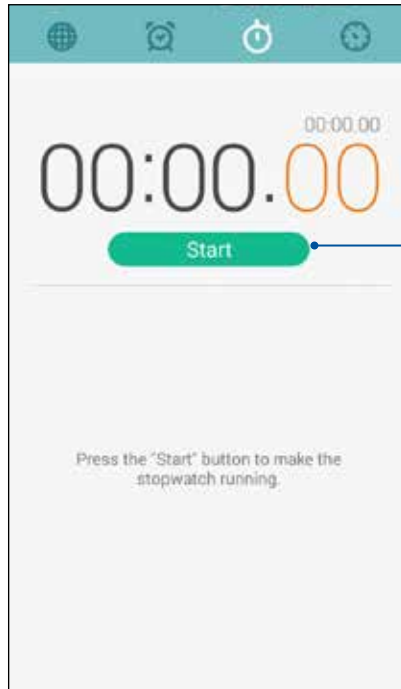 00:00.00
00:00.00
Start
Press the "Start" button to make the
stopwatch running.